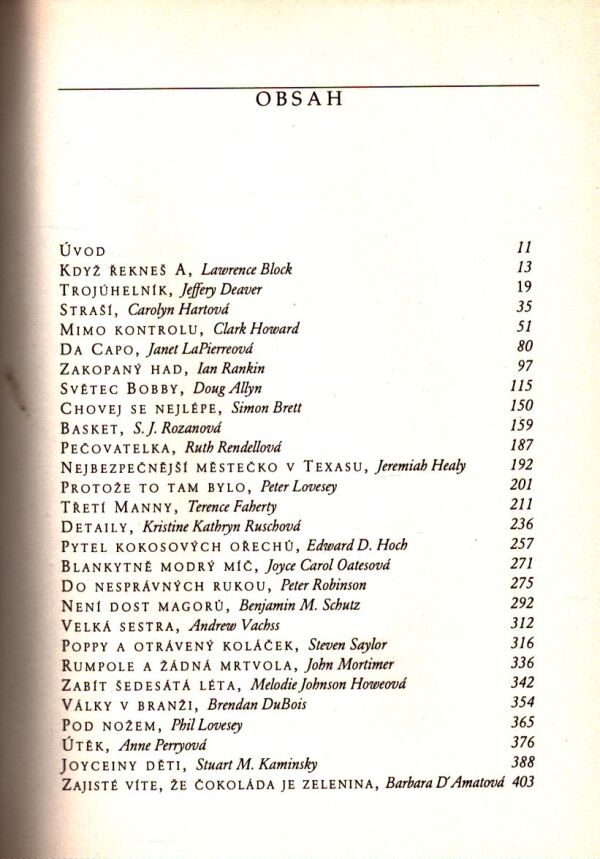 OBSAH
ÚVOD 11
KDYŽ ŘEKNEŠ A, Lawrence Block 13
TROJÚHELNÍK, Jeffery Deaver 19
STRAŠÍ, Carolyn Hartová 35
MIMO KONTROLU, Clark Howard 51
DA CAPO, Janet LaPierreová 80
ZAKOPANÝ HAD, Ian Rankin 97
SVĚTEC BOBBY, Doug Allyn 115
CHOVEJ SE NEJLÉPE, Simon Brett 150
BASKET, S. J. Rozanová 159
PEČOVATELKA, Ruth Rendellová 187
NEJBEZPEČNĚJŠÍ MĚSTEČKO V TEXASU, Jeremiah Healy 192
PROTOŽE TO TAM BYLO, Peter Lovesey 201
TŘETÍ MANNY, Terence Faherty 211
DETAILY, Kristine Kathryn Ruschová 236
PYTEL KOKOSOVÝCH OŘECHŮ, Edward D. Hoch 257
BLANKYTNĚ MODRÝ MÍČ, Joyce Carol Oatesová 271
DO NESPRÁVNÝCH RUKOU, Peter Robinson 275
NENÍ DOST MAGORŮ, Benjamin M. Schutz 292
VELKÁ SESTRA, Andrew Vachss 312
POPPY A OTRÁVENÝ KOLÁČEK, Steven Saylor 316
RUMPOLE A ŽÁDNÁ MRTVOLA, John Mortimer 336
ZABÍT ŠEDESÁTÁ LÉTA, Melodie Johnson Howeová 342
VÁLKY V BRANŽI, Brendan DuBois 354
POD NOŽEM, Phil Lovesey 365
ÚTĚK, Anne Perryová 376
JOYCEINY DĚTI, Stuart M. Kaminsky 388
ZAJISTÉ VÍTE, ŽE ČOKOLÁDA JE ZELENINA, Barbara D'Amatová 403